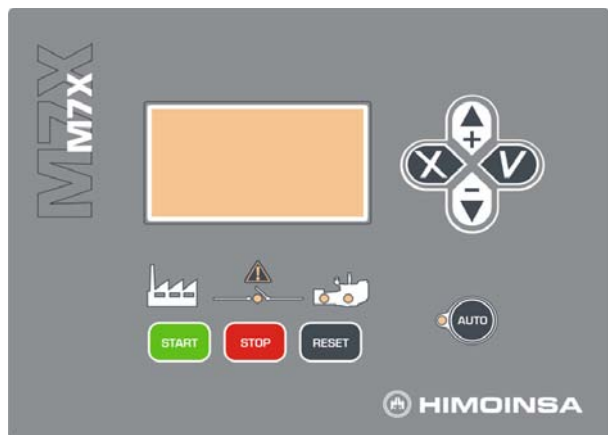 M7X
M7X
X + V
−
START STOP RESET
AUTO
HIMOINSA